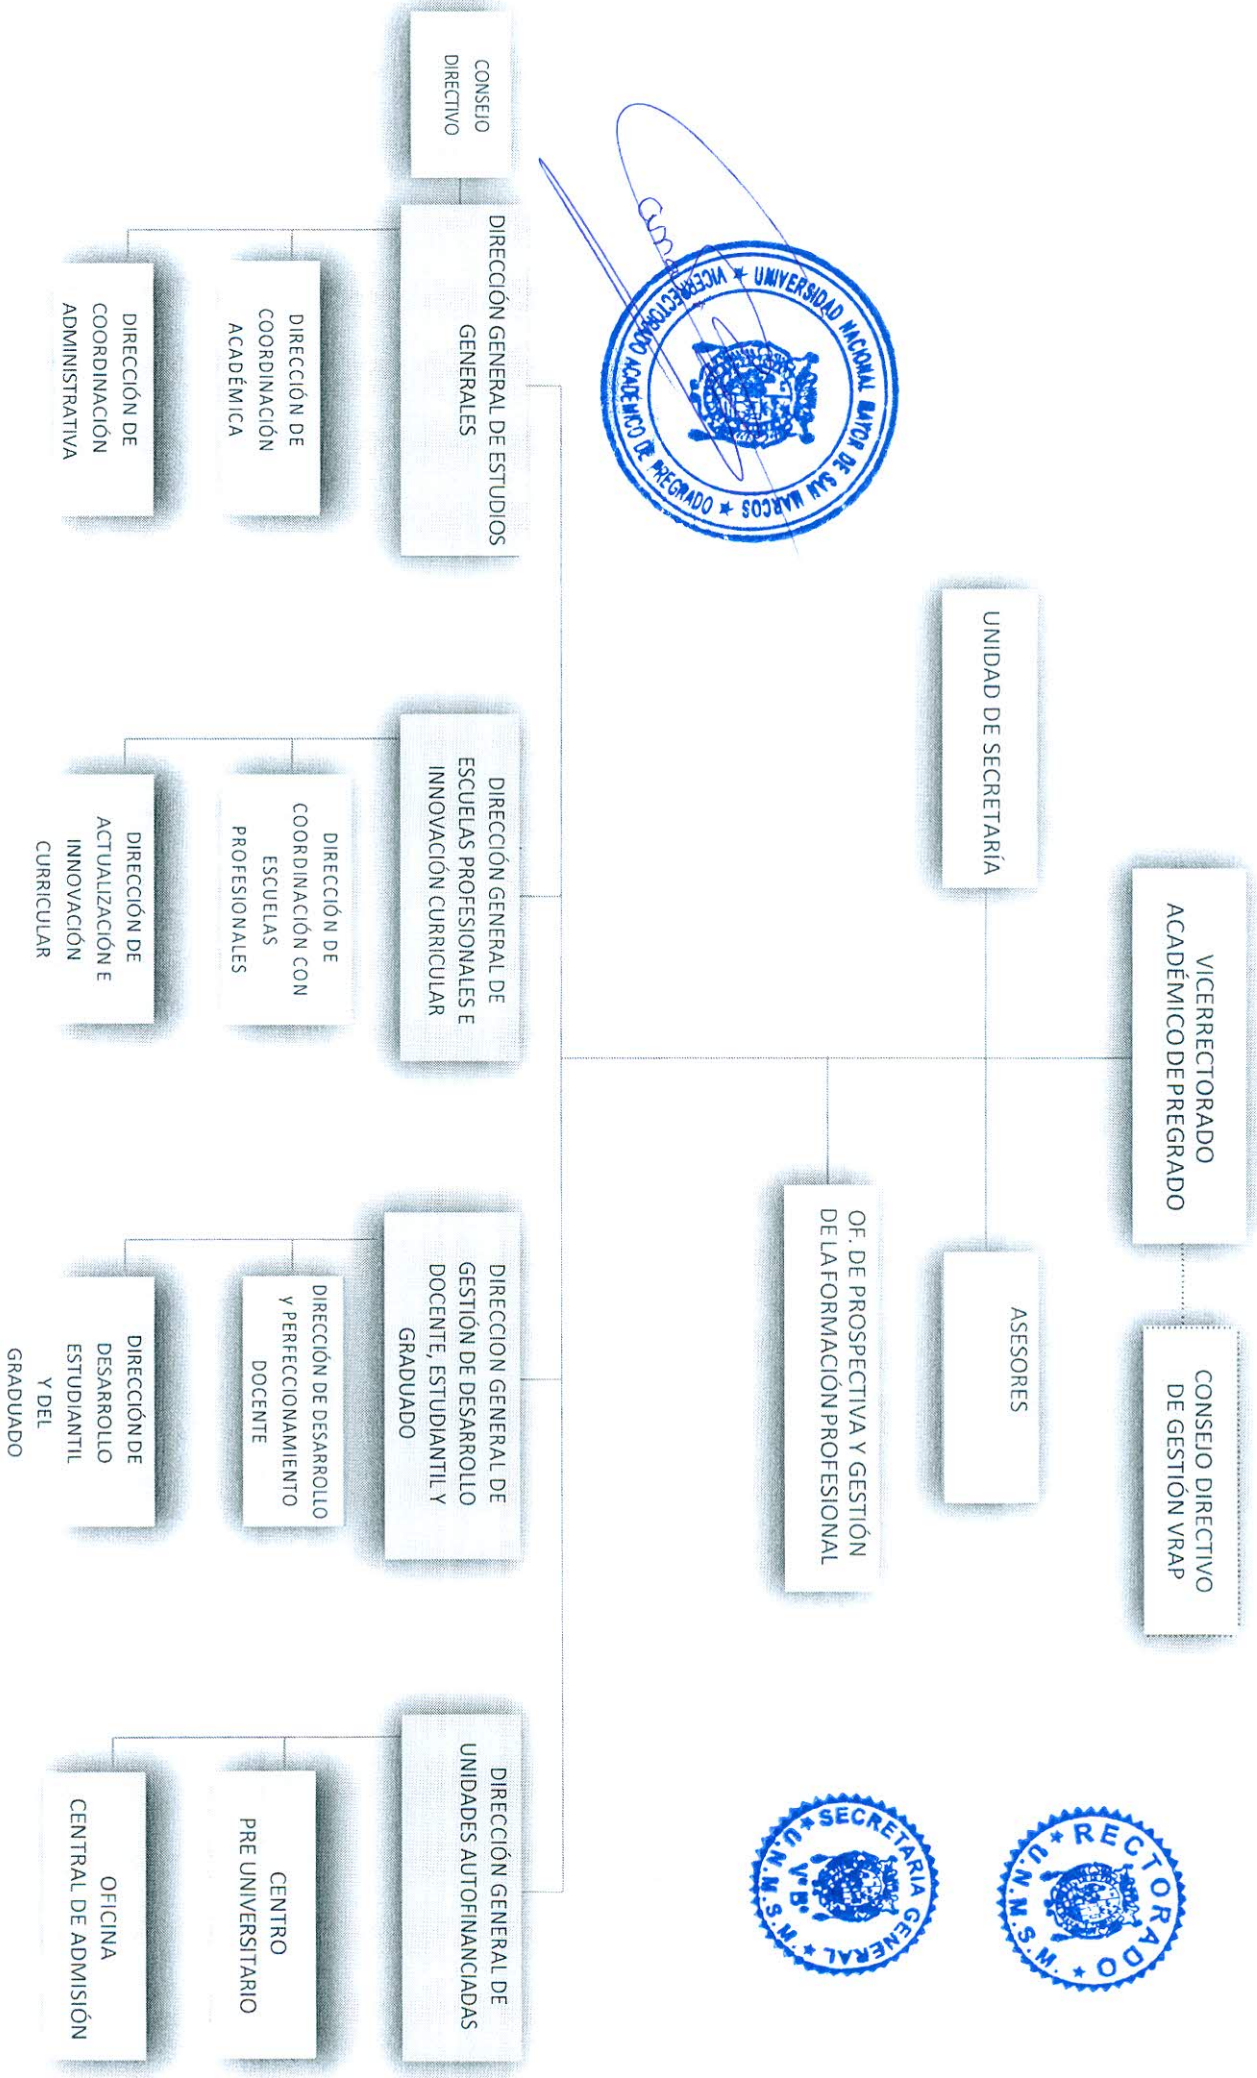 VICERRECTORADO
ACADÉMICO DE PREGRADO
CONSEJO DIRECTIVO
DE GESTIÓN VRAP
UNIDAD DE SECRETARÍA
ASESORES
OF. DE PROSPECTIVA Y GESTIÓN
DE LA FORMACIÓN PROFESIONAL
★ RECTORADO ★
U.N.M.S.M.
★ SECRETARIA GENERAL ★
V°B°
U.N.M.S.M.
★ UNIVERSIDAD NACIONAL MAYOR DE SAN MARCOS ★
VICERRECTORADO ACADÉMICO DE PREGRADO
CONSEJO
DIRECTIVO
DIRECCIÓN GENERAL DE ESTUDIOS
GENERALES
DIRECCIÓN DE
COORDINACIÓN
ACADÉMICA
DIRECCIÓN DE
COORDINACIÓN
ADMINISTRATIVA
DIRECCIÓN GENERAL DE
ESCUELAS PROFESIONALES E
INNOVACIÓN CURRICULAR
DIRECCIÓN DE
COORDINACIÓN CON
ESCUELAS
PROFESIONALES
DIRECCIÓN DE
ACTUALIZACIÓN E
INNOVACIÓN
CURRICULAR
DIRECCION GENERAL DE
GESTIÓN DE DESARROLLO
DOCENTE, ESTUDIANTIL Y
GRADUADO
DIRECCIÓN DE DESARROLLO
y PERFECCIONAMIENTO
DOCENTE
DIRECCIÓN DE
DESARROLLO
ESTUDIANTIL
Y DEL
GRADUADO
DIRECCIÓN GENERAL DE
UNIDADES AUTOFINANCIADAS
CENTRO
PRE UNIVERSITARIO
OFICINA
CENTRAL DE ADMISIÓN